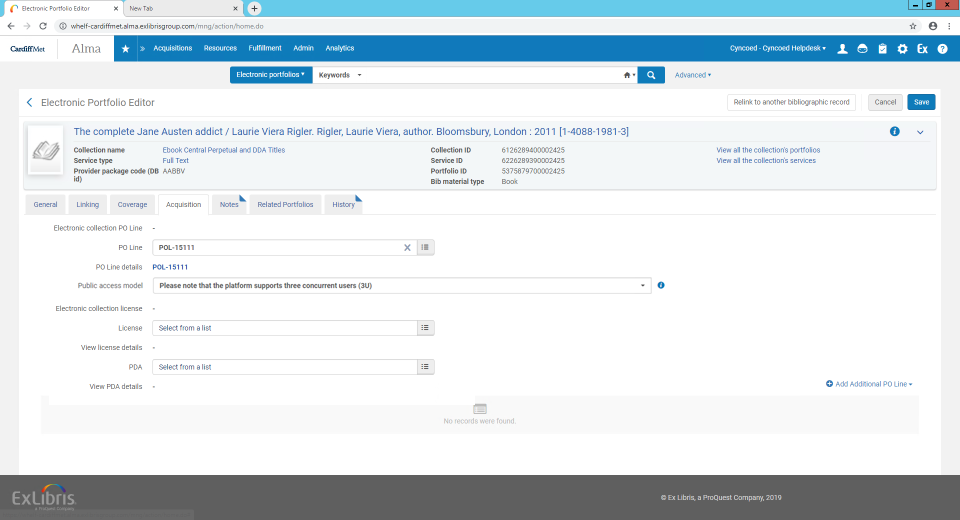 Electronic Portfolio Editor
New Tab
whelf-cardiffmet.alma.exlibrisgroup.com/mng/action/home.do
CardiffMet Alma Acquisitions Resources Fulfillment Admin Analytics Cyncoed - Cyncoed Helpdesk
Electronic portfolios Keywords Advanced
Electronic Portfolio Editor Relink to another bibliographic record Cancel Save
The complete Jane Austen addict / Laurie Viera Rigler. Rigler, Laurie Viera, author. Bloomsbury, London : 2011 [1-4088-1981-3]
Collection name Ebook Central Perpetual and DDA Titles Collection ID 6126289400002425 View all the collection's portfolios
Service type Full Text Service ID 6226289390002425 View all the collection's services
Provider package code (DB id) AABBV Portfolio ID 5375879700002425
Bib material type Book
General Linking Coverage Acquisition Notes Related Portfolios History
Electronic collection PO Line -
PO Line POL-15111
PO Line details POL-15111
Public access model Please note that the platform supports three concurrent users (3U)
Electronic collection license -
License Select from a list
View license details -
PDA Select from a list
View PDA details - Add Additional PO Line
No records were found.
ExLibris
a ProQuest Company
© Ex Libris, a ProQuest Company, 2019